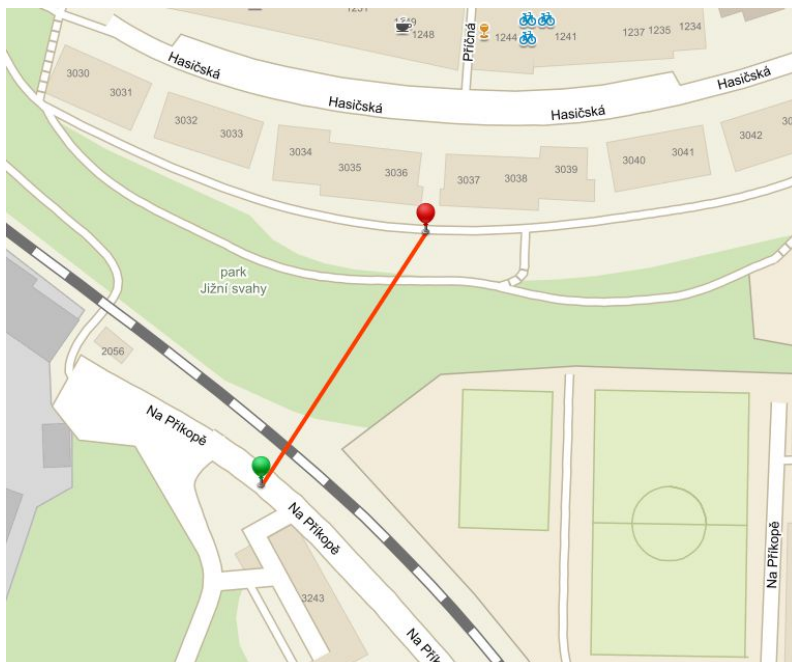 1248
1244
1241
1237
1235
1234
Příčná
Hasičská
Hasičská
Hasičská
Hasičská
3030
3031
3032
3033
3034
3035
3036
3037
3038
3039
3040
3041
3042
park
Jižní svahy
2056
Na Příkopě
Na Příkopě
Na Příkopě
3243